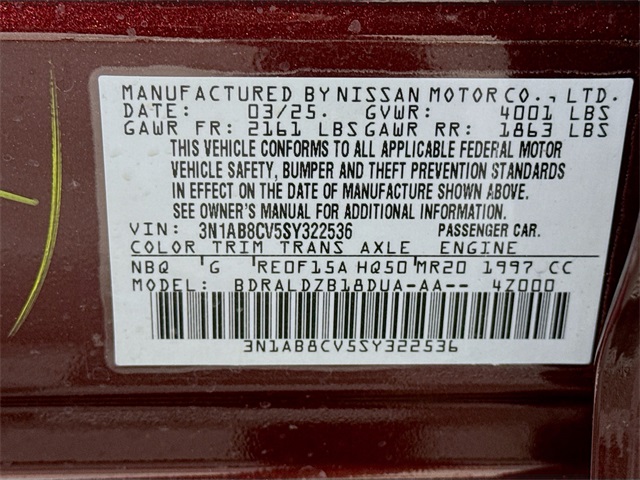 MANUFACTURED BY NISSAN MOTOR CO., LTD.
DATE: 03/25. GVWR: 4001 LBS
GAWR FR: 2161 LBS GAWR RR: 1863 LBS
THIS VEHICLE CONFORMS TO ALL APPLICABLE FEDERAL MOTOR
VEHICLE SAFETY, BUMPER AND THEFT PREVENTION STANDARDS
IN EFFECT ON THE DATE OF MANUFACTURE SHOWN ABOVE.
SEE OWNER'S MANUAL FOR ADDITIONAL INFORMATION.
VIN: 3N1AB8CV5SY322536 PASSENGER CAR.
COLOR TRIM TRANS AXLE ENGINE
NBQ G RE0F15A HQ50 MR20 1997 CC
MODEL: BDRALDZB18DUA-AA-- 4Z000
3N1AB8CV5SY322536